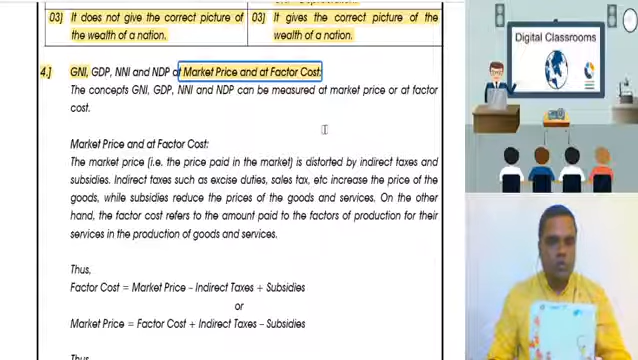 03] It does not give the correct picture of
the wealth of a nation.
03] It gives the correct picture of the
wealth of a nation.
4.] GNI, GDP, NNI and NDP at Market Price and at Factor Cost:
The concepts GNI, GDP, NNI and NDP can be measured at market price or at factor
cost.
Market Price and at Factor Cost:
The market price [i.e. the price paid in the market] is distorted by indirect taxes and
subsidies. Indirect taxes such as excise duties, sales tax, etc increase the price of the
goods, while subsidies reduce the prices of the goods and services. On the other
hand, the factor cost refers to the amount paid to the factors of production for their
services in the production of goods and services.
Thus,
Factor Cost = Market Price – Indirect Taxes + Subsidies
or
Market Price = Factor Cost + Indirect Taxes – Subsidies
Thus
Digital Classrooms